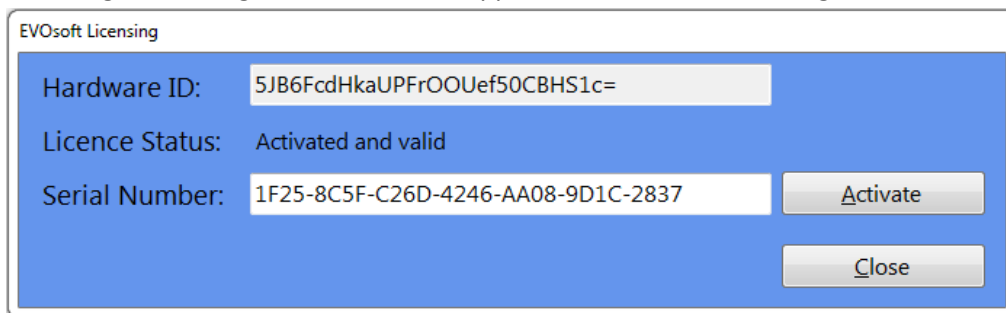 EVOsoft Licensing
Hardware ID: 5JB6FcdHkaUPFrOOUef50CBHS1c=
Licence Status: Activated and valid
Serial Number: 1F25-8C5F-C26D-4246-AA08-9D1C-2837 Activate
Close